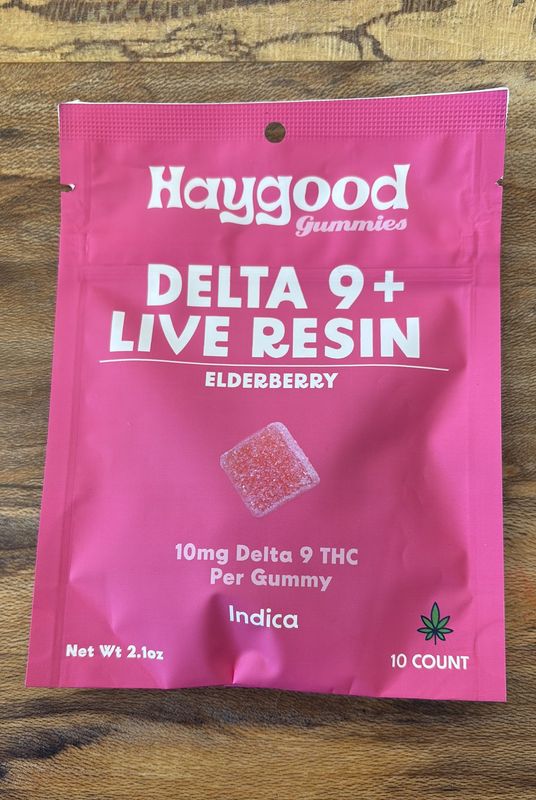 Haygood
Gummies
DELTA 9+
LIVE RESIN
ELDERBERRY
10mg Delta 9 THC
Per Gummy
Indica
Net Wt 2.1oz
10 COUNT